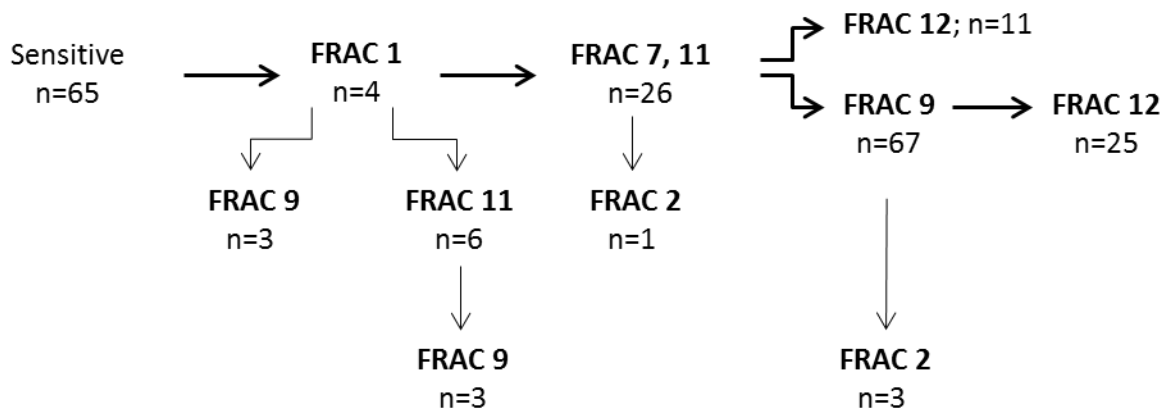 Sensitive
n=65
FRAC 1
n=4
FRAC 7, 11
n=26
FRAC 12; n=11
FRAC 9
n=67
FRAC 12
n=25
FRAC 9
n=3
FRAC 11
n=6
FRAC 2
n=1
FRAC 9
n=3
FRAC 2
n=3